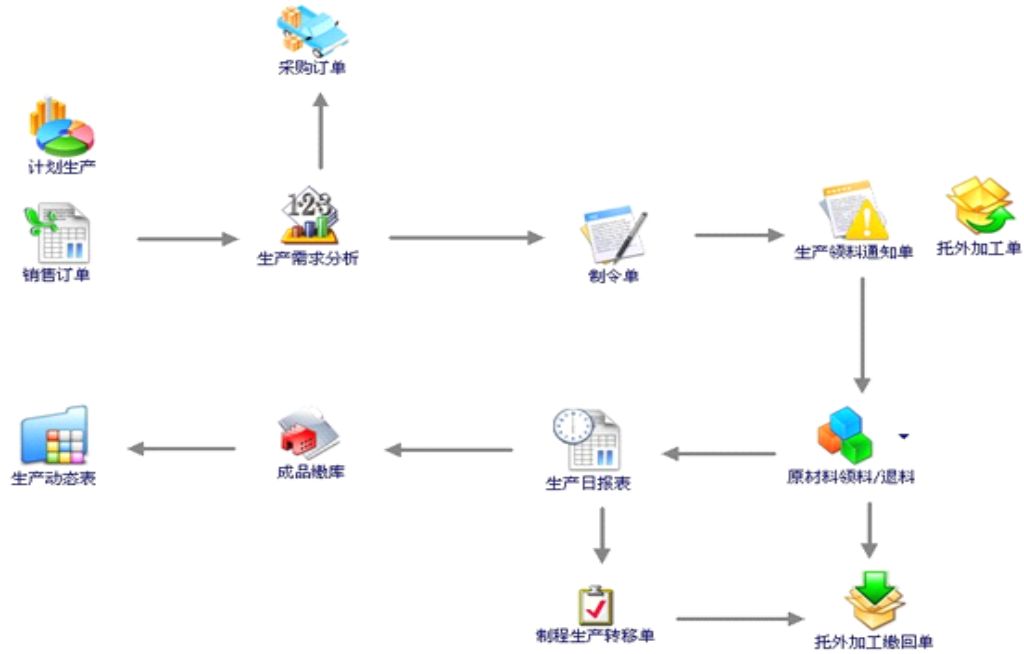 采购订单
计划生产
123
销售订单
生产需求分析
制令单
生产领料通知单
托外加工单
生产动态表
成品缴库
生产日报表
原材料领料/退料
制程生产转移单
托外加工缴回单